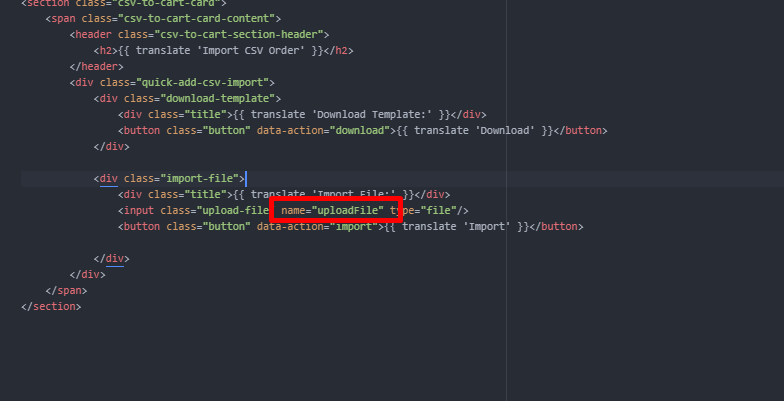 <section class="csv-to-cart-card">
<span class="csv-to-cart-card-content">
<header class="csv-to-cart-section-header">
<h2>{{ translate 'Import CSV Order' }}</h2>
</header>
<div class="quick-add-csv-import">
<div class="download-template">
<div class="title">{{ translate 'Download Template:' }}</div>
<button class="button" data-action="download">{{ translate 'Download' }}</button>
</div>
<div class="import-file">
<div class="title">{{ translate 'Import File:' }}</div>
<input class="upload-file name="uploadFile" type="file"/>
<button class="button" data-action="import">{{ translate 'Import' }}</button>
</div>
</div>
</span>
</section>